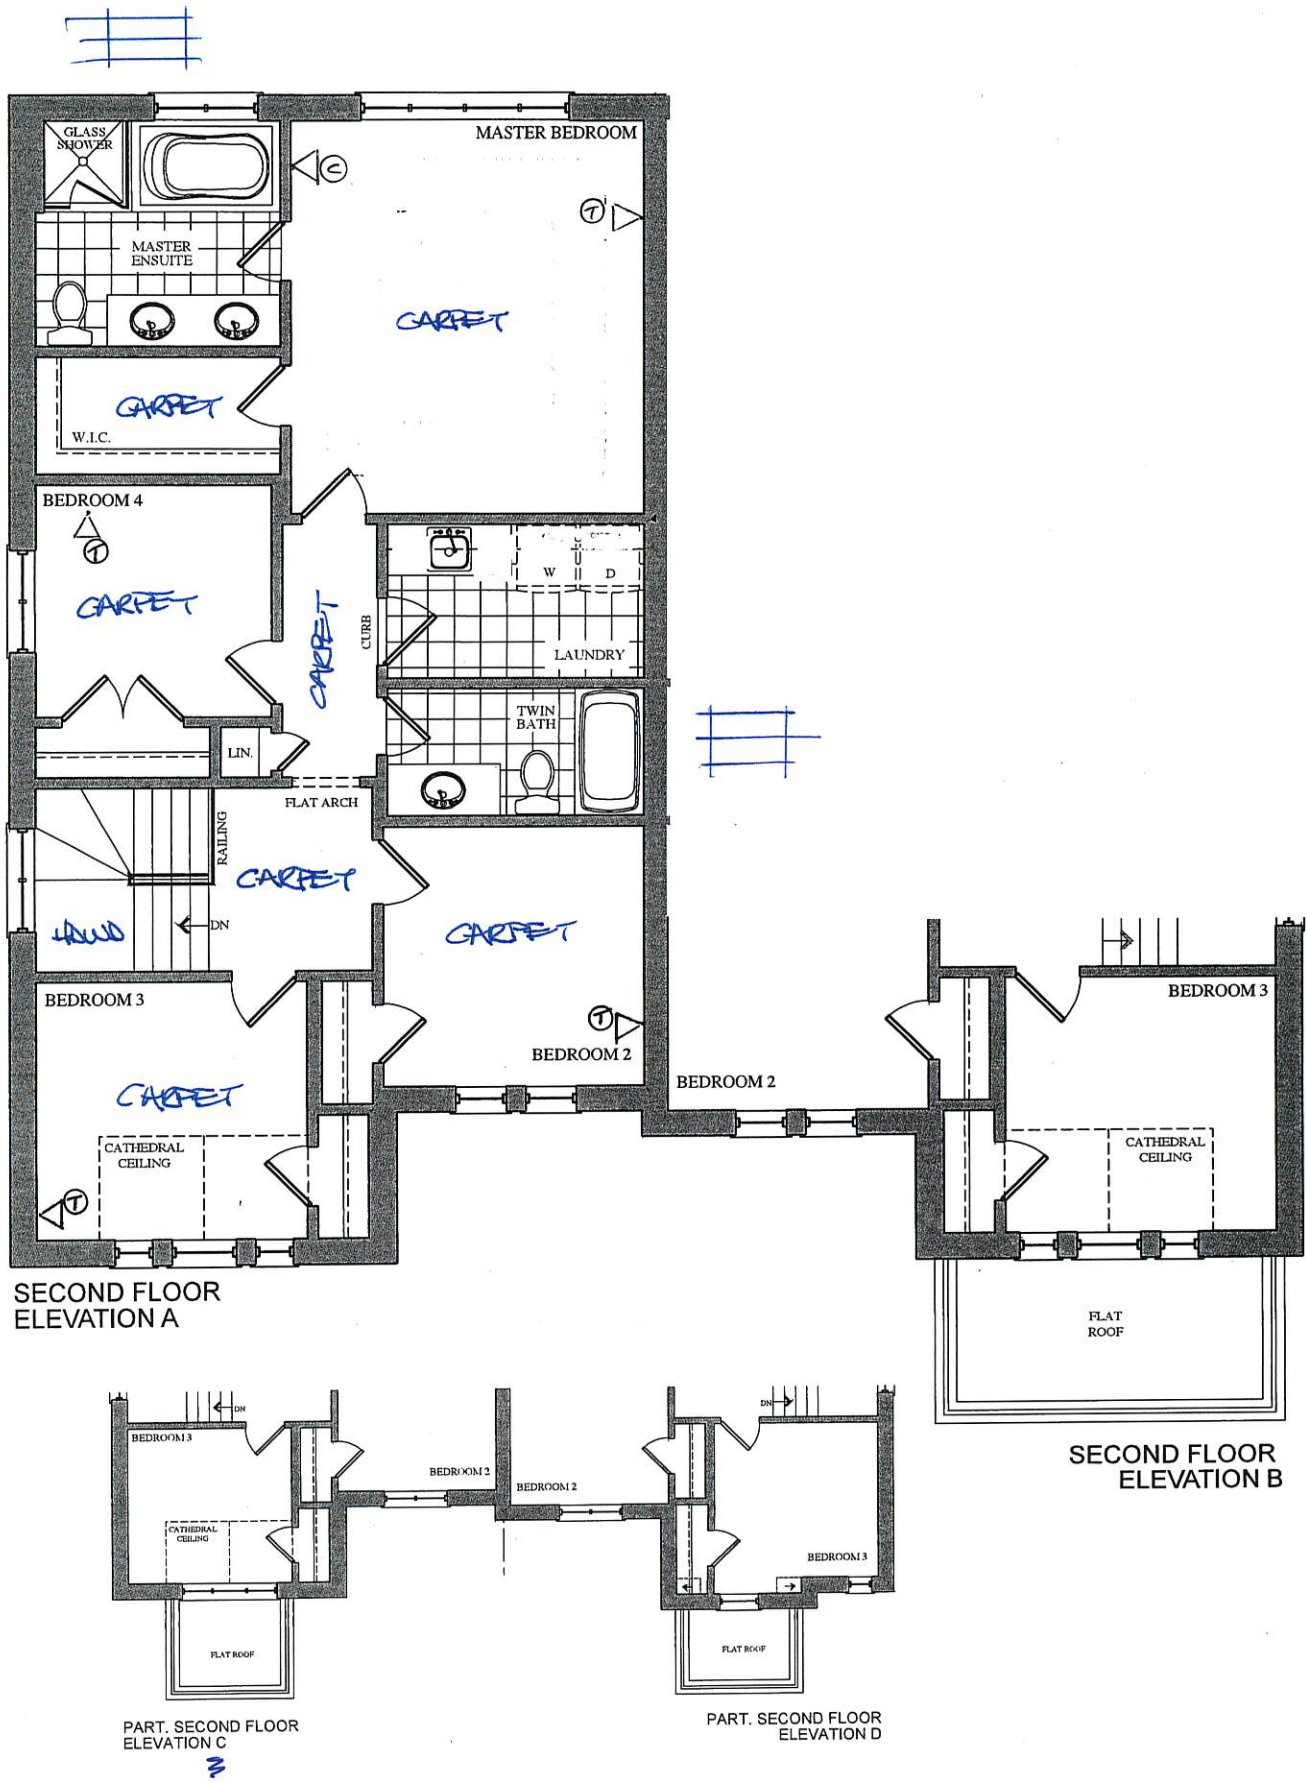 GLASS
SHOWER
MASTER BEDROOM
C
T
MASTER
ENSUITE
CARPET
CARPET
W.I.C.
BEDROOM 4
T
CARPET
CARPET
CURB
W
D
LAUNDRY
TWIN
BATH
LIN.
FLAT ARCH
RAILING
CARPET
DN
CARPET
BEDROOM 3
T
BEDROOM 2
CARPET
CATHEDRAL
CEILING
T
BEDROOM 3
BEDROOM 2
CATHEDRAL
CEILING
SECOND FLOOR
ELEVATION A
FLAT
ROOF
SECOND FLOOR
ELEVATION B
DN
BEDROOM 3
BEDROOM 2
CATHEDRAL
CEILING
FLAT ROOF
PART. SECOND FLOOR
ELEVATION C
DN
BEDROOM 2
BEDROOM 3
FLAT ROOF
PART. SECOND FLOOR
ELEVATION D